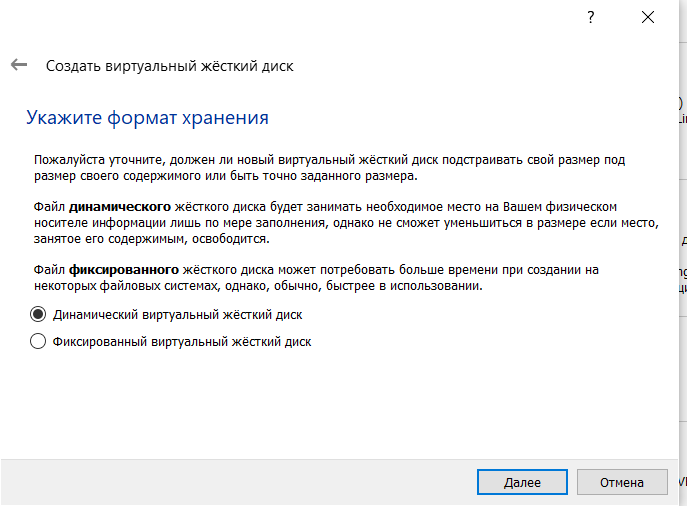 ?
Создать виртуальный жёсткий диск
Укажите формат хранения
Пожалуйста уточните, должен ли новый виртуальный жёсткий диск подстраивать свой размер под
размер своего содержимого или быть точно заданного размера.
Файл динамического жёсткого диска будет занимать необходимое место на Вашем физическом
носителе информации лишь по мере заполнения, однако не сможет уменьшиться в размере если место,
занятое его содержимым, освободится.
Файл фиксированного жёсткого диска может потребовать больше времени при создании на
некоторых файловых системах, однако, обычно, быстрее в использовании.
Динамический виртуальный жёсткий диск
Фиксированный виртуальный жёсткий диск
Далее
Отмена